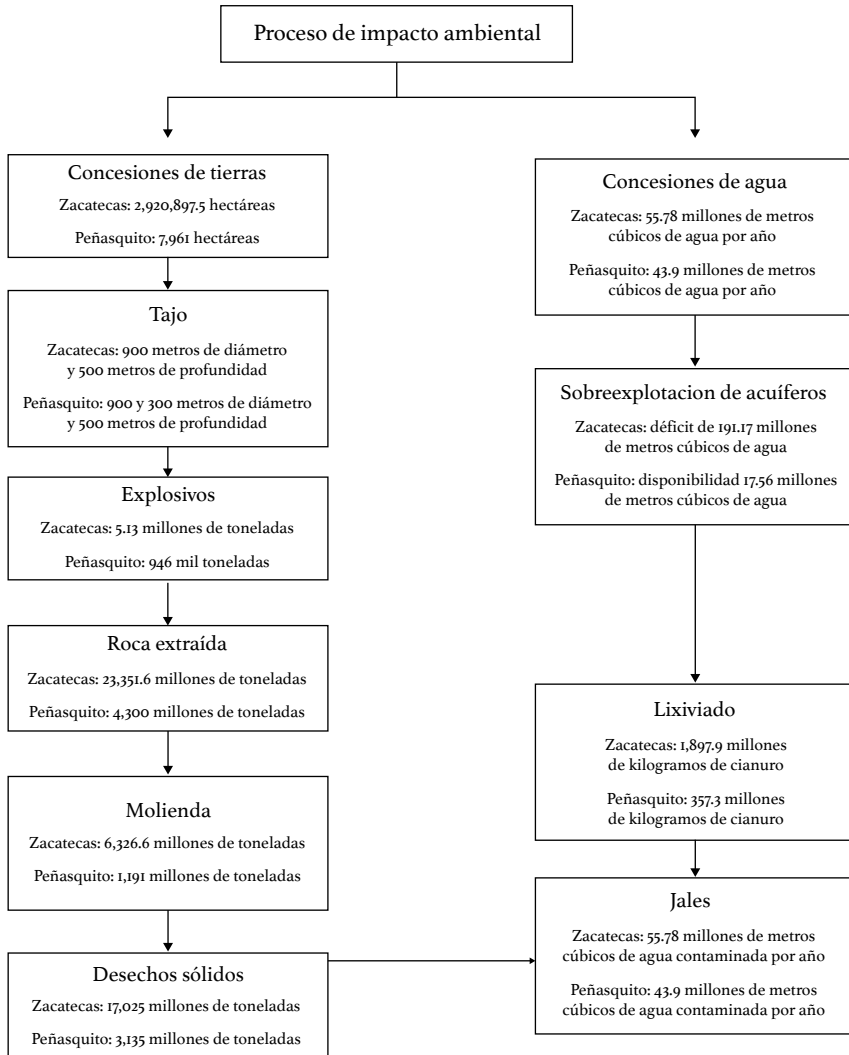 Proceso de impacto ambiental
Concesiones de tierras
Zacatecas: 2,920,897.5 hectáreas
Peñasquito: 7,961 hectáreas
Tajo
Zacatecas: 900 metros de diámetro
y 500 metros de profundidad
Peñasquito: 900 y 300 metros de diámetro
y 500 metros de profundidad
Explosivos
Zacatecas: 5.13 millones de toneladas
Peñasquito: 946 mil toneladas
Roca extraída
Zacatecas: 23,351.6 millones de toneladas
Peñasquito: 4,300 millones de toneladas
Molienda
Zacatecas: 6,326.6 millones de toneladas
Peñasquito: 1,191 millones de toneladas
Desechos sólidos
Zacatecas: 17,025 millones de toneladas
Peñasquito: 3,135 millones de toneladas
Concesiones de agua
Zacatecas: 55.78 millones de metros
cúbicos de agua por año
Peñasquito: 43.9 millones de metros
cúbicos de agua por año
Sobreexplotacion de acuíferos
Zacatecas: déficit de 191.17 millones
de metros cúbicos de agua
Peñasquito: disponibilidad 17.56 millones
de metros cúbicos de agua
Lixiviado
Zacatecas: 1,897.9 millones
de kilogramos de cianuro
Peñasquito: 357.3 millones
de kilogramos de cianuro
Jales
Zacatecas: 55.78 millones de metros
cúbicos de agua contaminada por año
Peñasquito: 43.9 millones de metros
cúbicos de agua contaminada por año